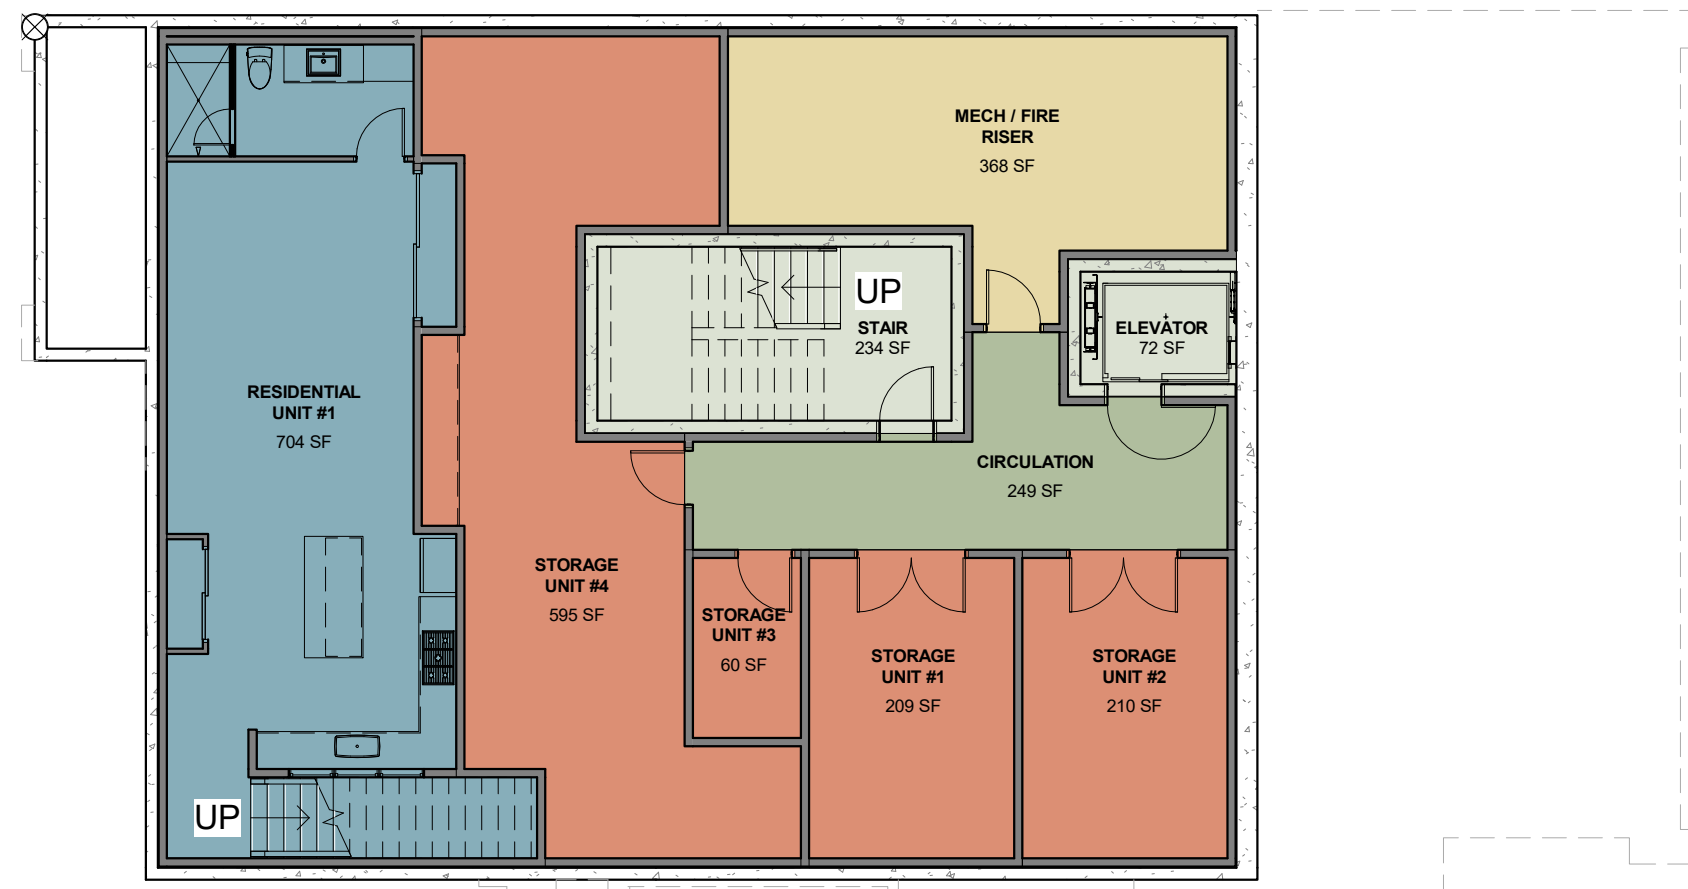 MECH / FIRE
RISER
368 SF
UP
STAIR
234 SF
ELEVATOR
72 SF
RESIDENTIAL
UNIT #1
704 SF
CIRCULATION
249 SF
STORAGE
UNIT #4
595 SF
STORAGE
UNIT #3
60 SF
STORAGE
UNIT #1
209 SF
STORAGE
UNIT #2
210 SF
UP